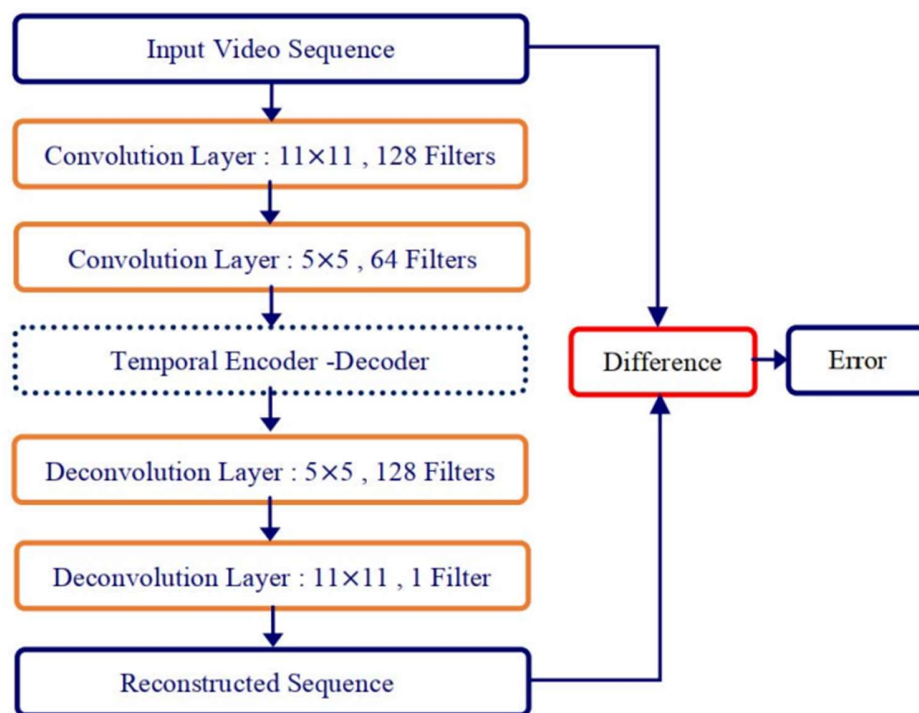 Input Video Sequence
Convolution Layer : 11×11 , 128 Filters
Convolution Layer : 5×5 , 64 Filters
Temporal Encoder -Decoder
Difference
Error
Deconvolution Layer : 5×5 , 128 Filters
Deconvolution Layer : 11×11 , 1 Filter
Reconstructed Sequence